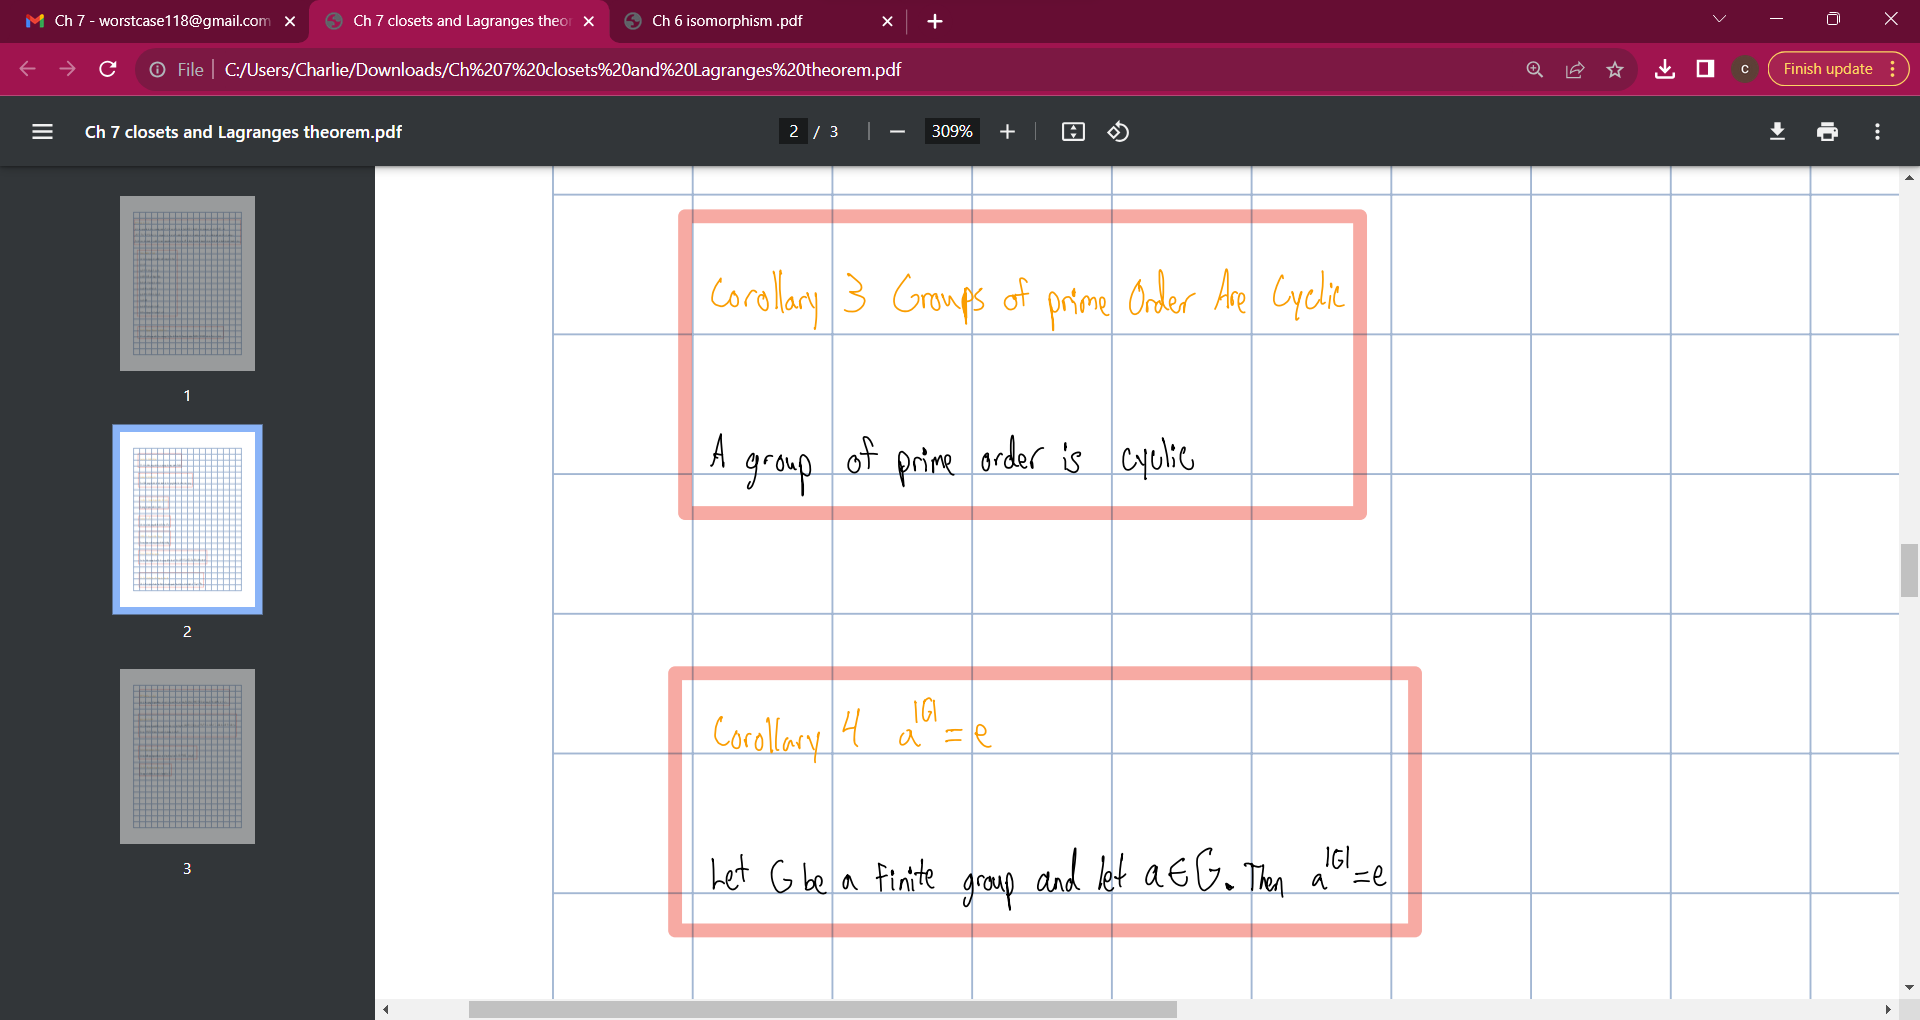 Ch 7 - worstcase118@gmail.com
Ch 7 closets and Lagranges theor
Ch 6 isomorphism .pdf
File
C:/Users/Charlie/Downloads/Ch%207%20closets%20and%20Lagranges%20theorem.pdf
C
Finish update
Ch 7 closets and Lagranges theorem.pdf
2 / 3
309%
1
2
3
Corollary 3 Groups of prime Order Are Cyclic
A group of prime order is cyclic
Corollary 4 a^|G| = e
Let G be a finite group and let a ∈ G. Then a^|G| = e